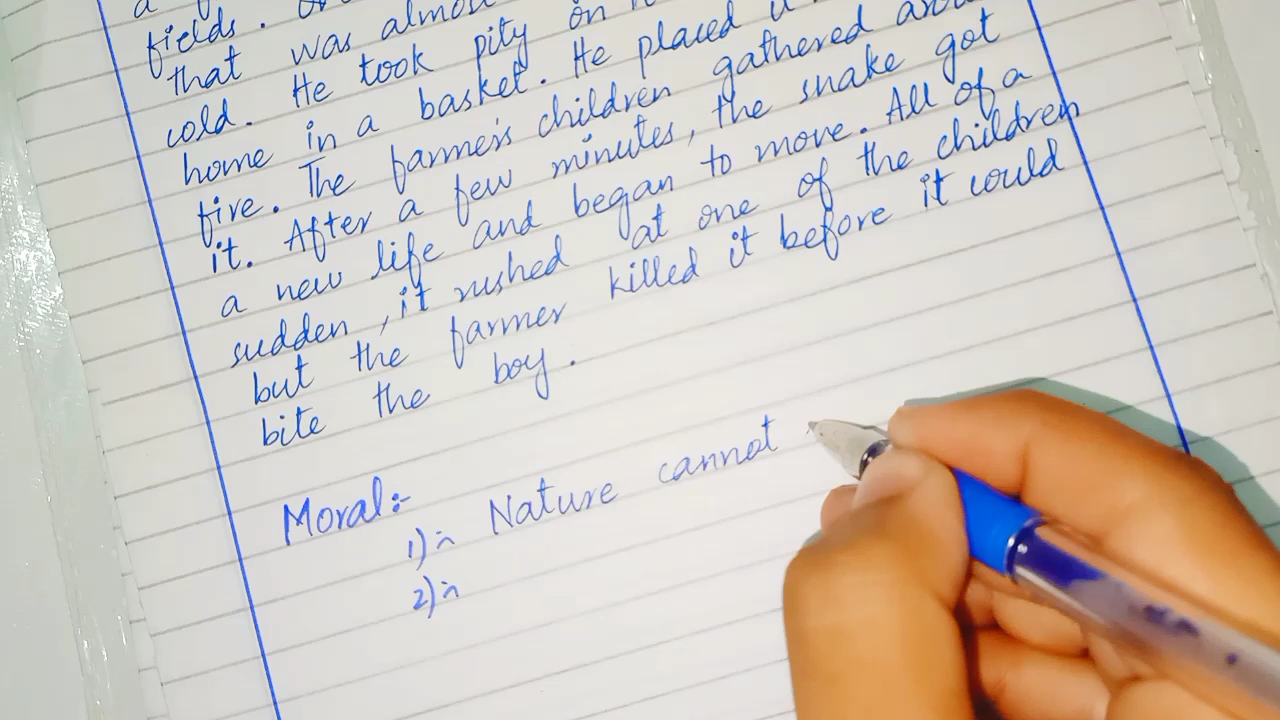 a
fields.
that was almo
cold. He took pity on
home in a basket. He placed
fire. The farmer's children gathered
it. After a few minutes, the snake got
a new life and began to move. All of a
sudden, it rushed at one of the children
but the farmer killed it before it could
bite the boy.
Moral:-
1):- Nature cannot
2):-